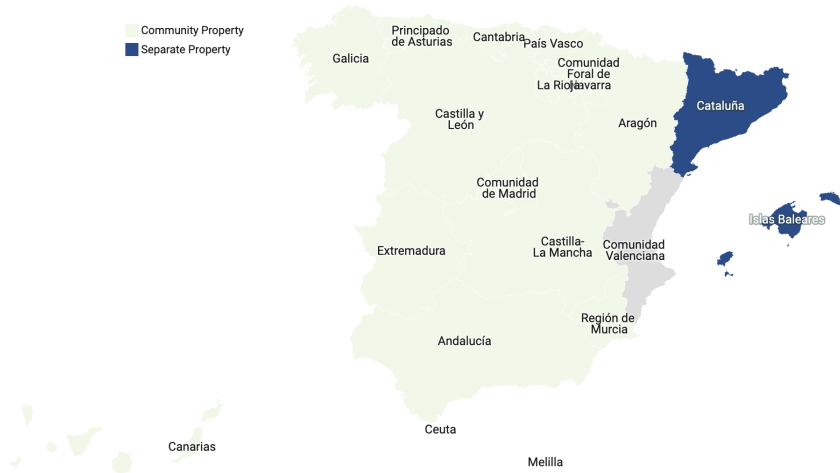 Community Property
Separate Property
Galicia
Principado
de Asturias
Cantabria
País Vasco
Comunidad
Foral de
Navarra
La Rioja
Cataluña
Castilla y
León
Aragón
Comunidad
de Madrid
Islas Baleares
Extremadura
Castilla-
La Mancha
Comunidad
Valenciana
Región de
Murcia
Andalucía
Ceuta
Canarias
Melilla